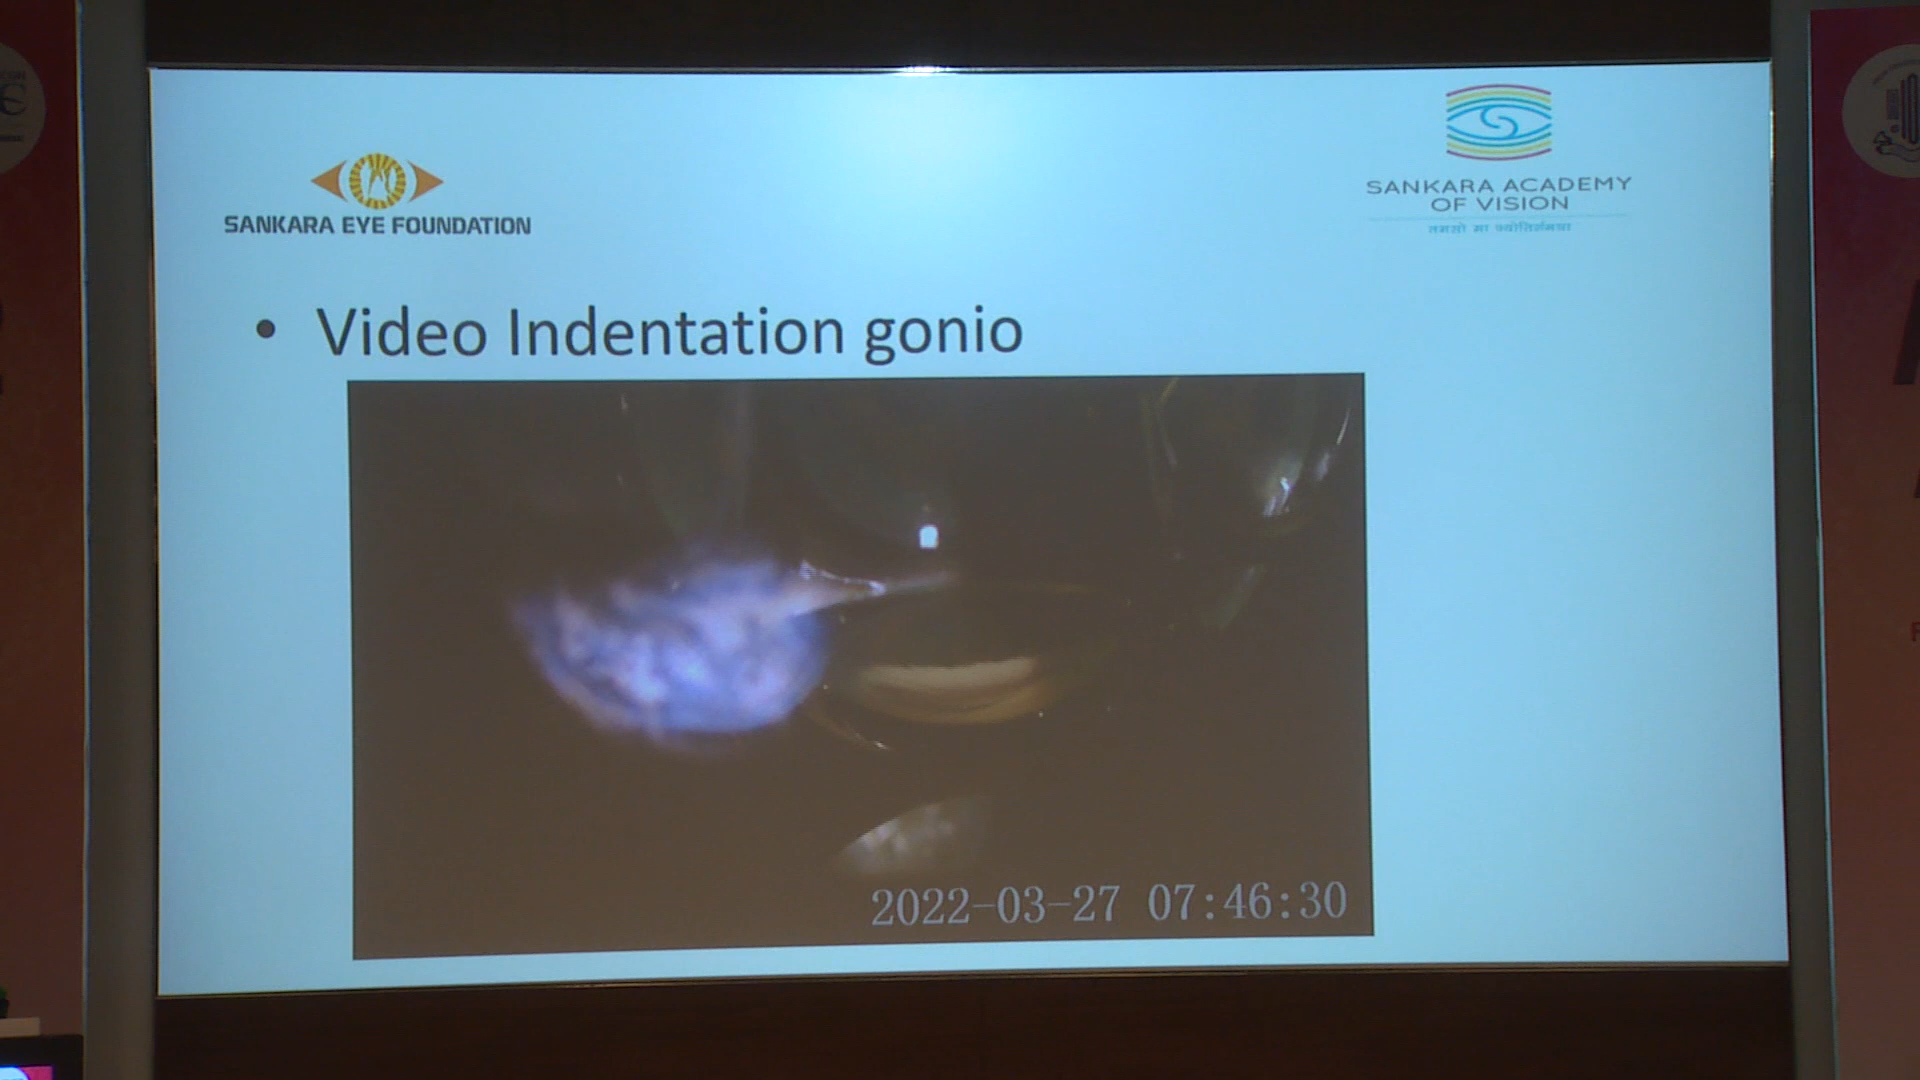 SANKARA EYE FOUNDATION
SANKARA ACADEMY
OF VISION
• Video Indentation gonio
2022-03-27 07:46:30